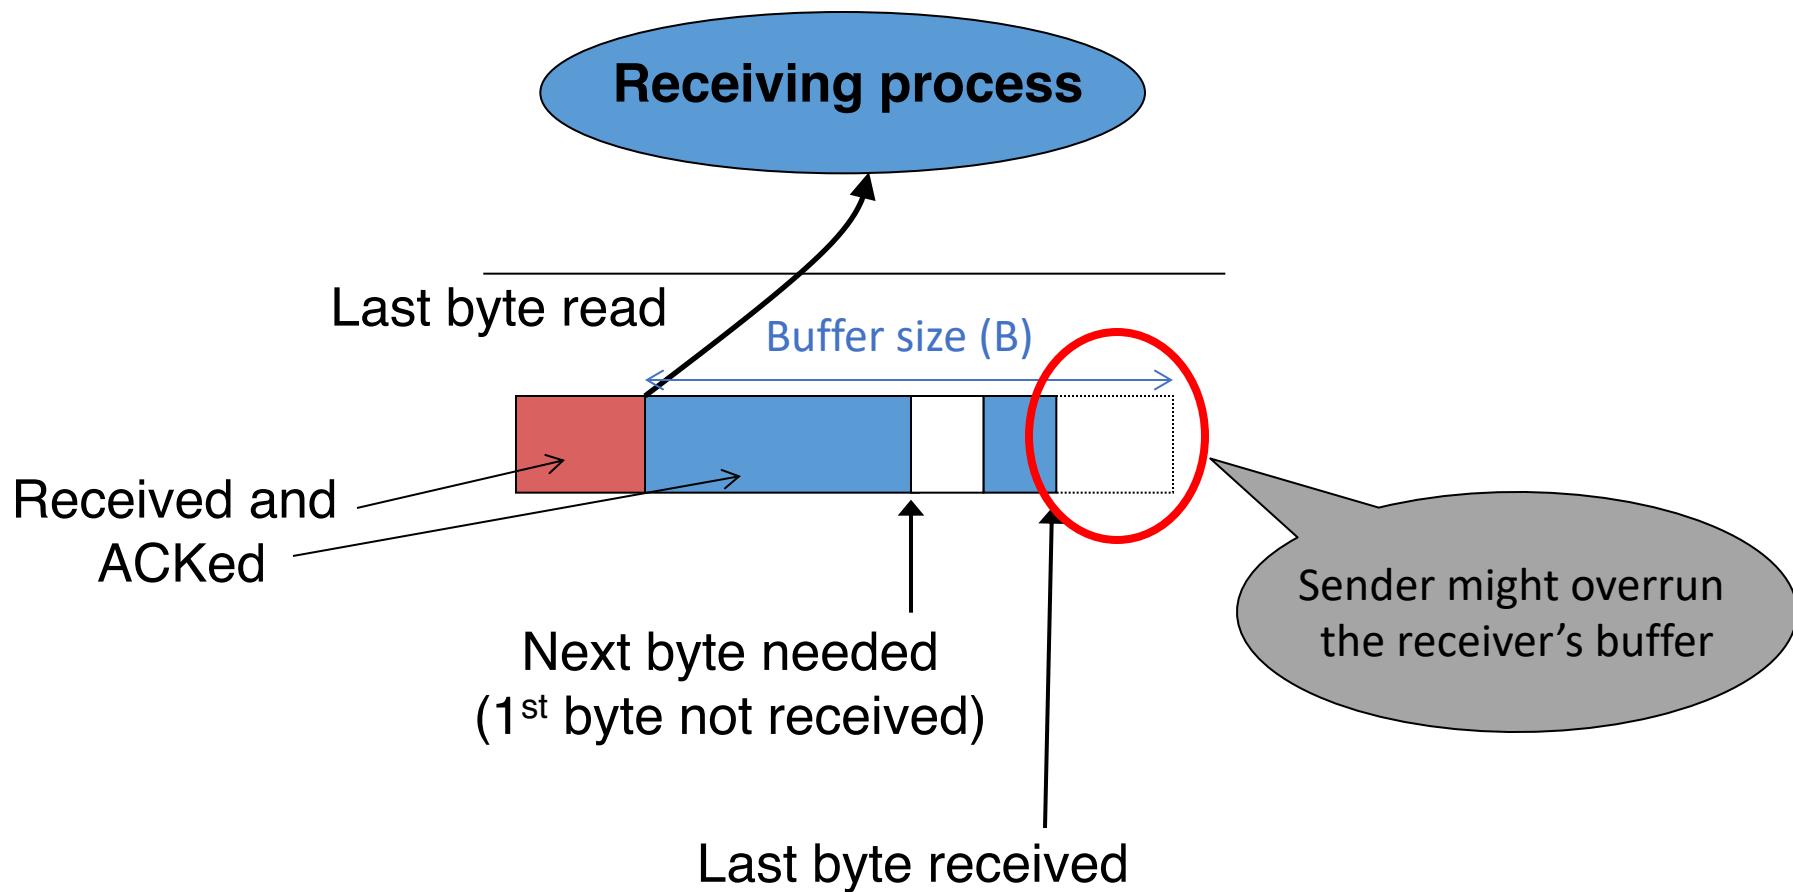 Receiving process
Last byte read
Buffer size (B)
Received and
ACKed
Sender might overrun
the receiver’s buffer
Next byte needed
(1st byte not received)
Last byte received